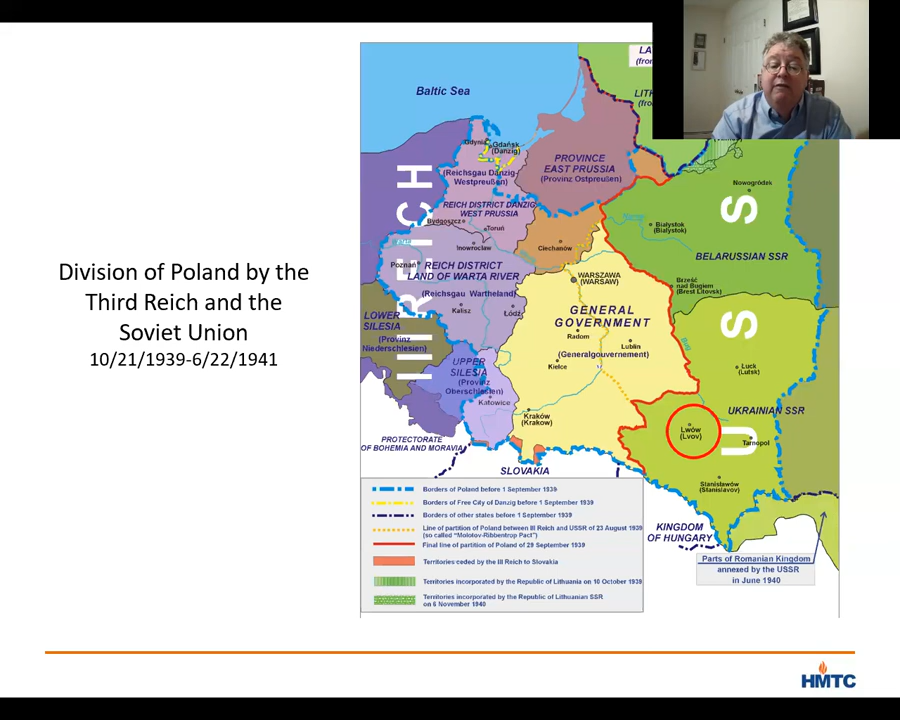 Division of Poland by the
Third Reich and the
Soviet Union
10/21/1939-6/22/1941
Baltic Sea
LA
(from
LITH
(fro
Gdynia
Gdańsk
(Danzig)
(Reichsgau Danzig-
Westpreußen)
PROVINCE
EAST PRUSSIA
(Provinz Ostpreußen)
REICH DISTRICT DANZIG
WEST PRUSSIA
Bydgoszcz
Toruń
Inowrocław
Ciechanów
Nowogródek
Białystok
(Bialystok)
BELARUSSIAN SSR
Brześć
nad Bugiem
(Brest Litovsk)
Poznań
REICH DISTRICT
LAND OF WARTA RIVER
(Reichsgau Wartheland)
Kalisz
Łódź
WARSZAWA
(WARSAW)
GENERAL
GOVERNMENT
Radom
Lublin
(Generalgouvernement)
Kielce
LOWER
SILESIA
(Provinz
Niederschlesien)
UPPER
SILESIA
(Provinz
Oberschlesien)
Katowice
Kraków
(Krakow)
III REICH
USSR
Łuck
(Lutsk)
UKRAINIAN SSR
Lwów
(Lvov)
Tarnopol
Stanisławów
(Stanislavov)
PROTECTORATE
OF BOHEMIA AND MORAVIA
SLOVAKIA
KINGDOM
OF HUNGARY
Parts of Romanian Kingdom
annexed by the USSR
in June 1940
Borders of Poland before 1 September 1939
Borders of Free City of Danzig before 1 September 1939
Borders of other states before 1 September 1939
Line of partition of Poland between III Reich and USSR of 23 August 1939
(so called "Molotov-Ribbentrop Pact")
Final line of partition of Poland of 29 September 1939
Territories ceded by the III Reich to Slovakia
Territories incorporated by the Republic of Lithuania on 10 October 1939
Territories incorporated by the Republic of Lithuanian SSR
on 6 November 1940
HMTC